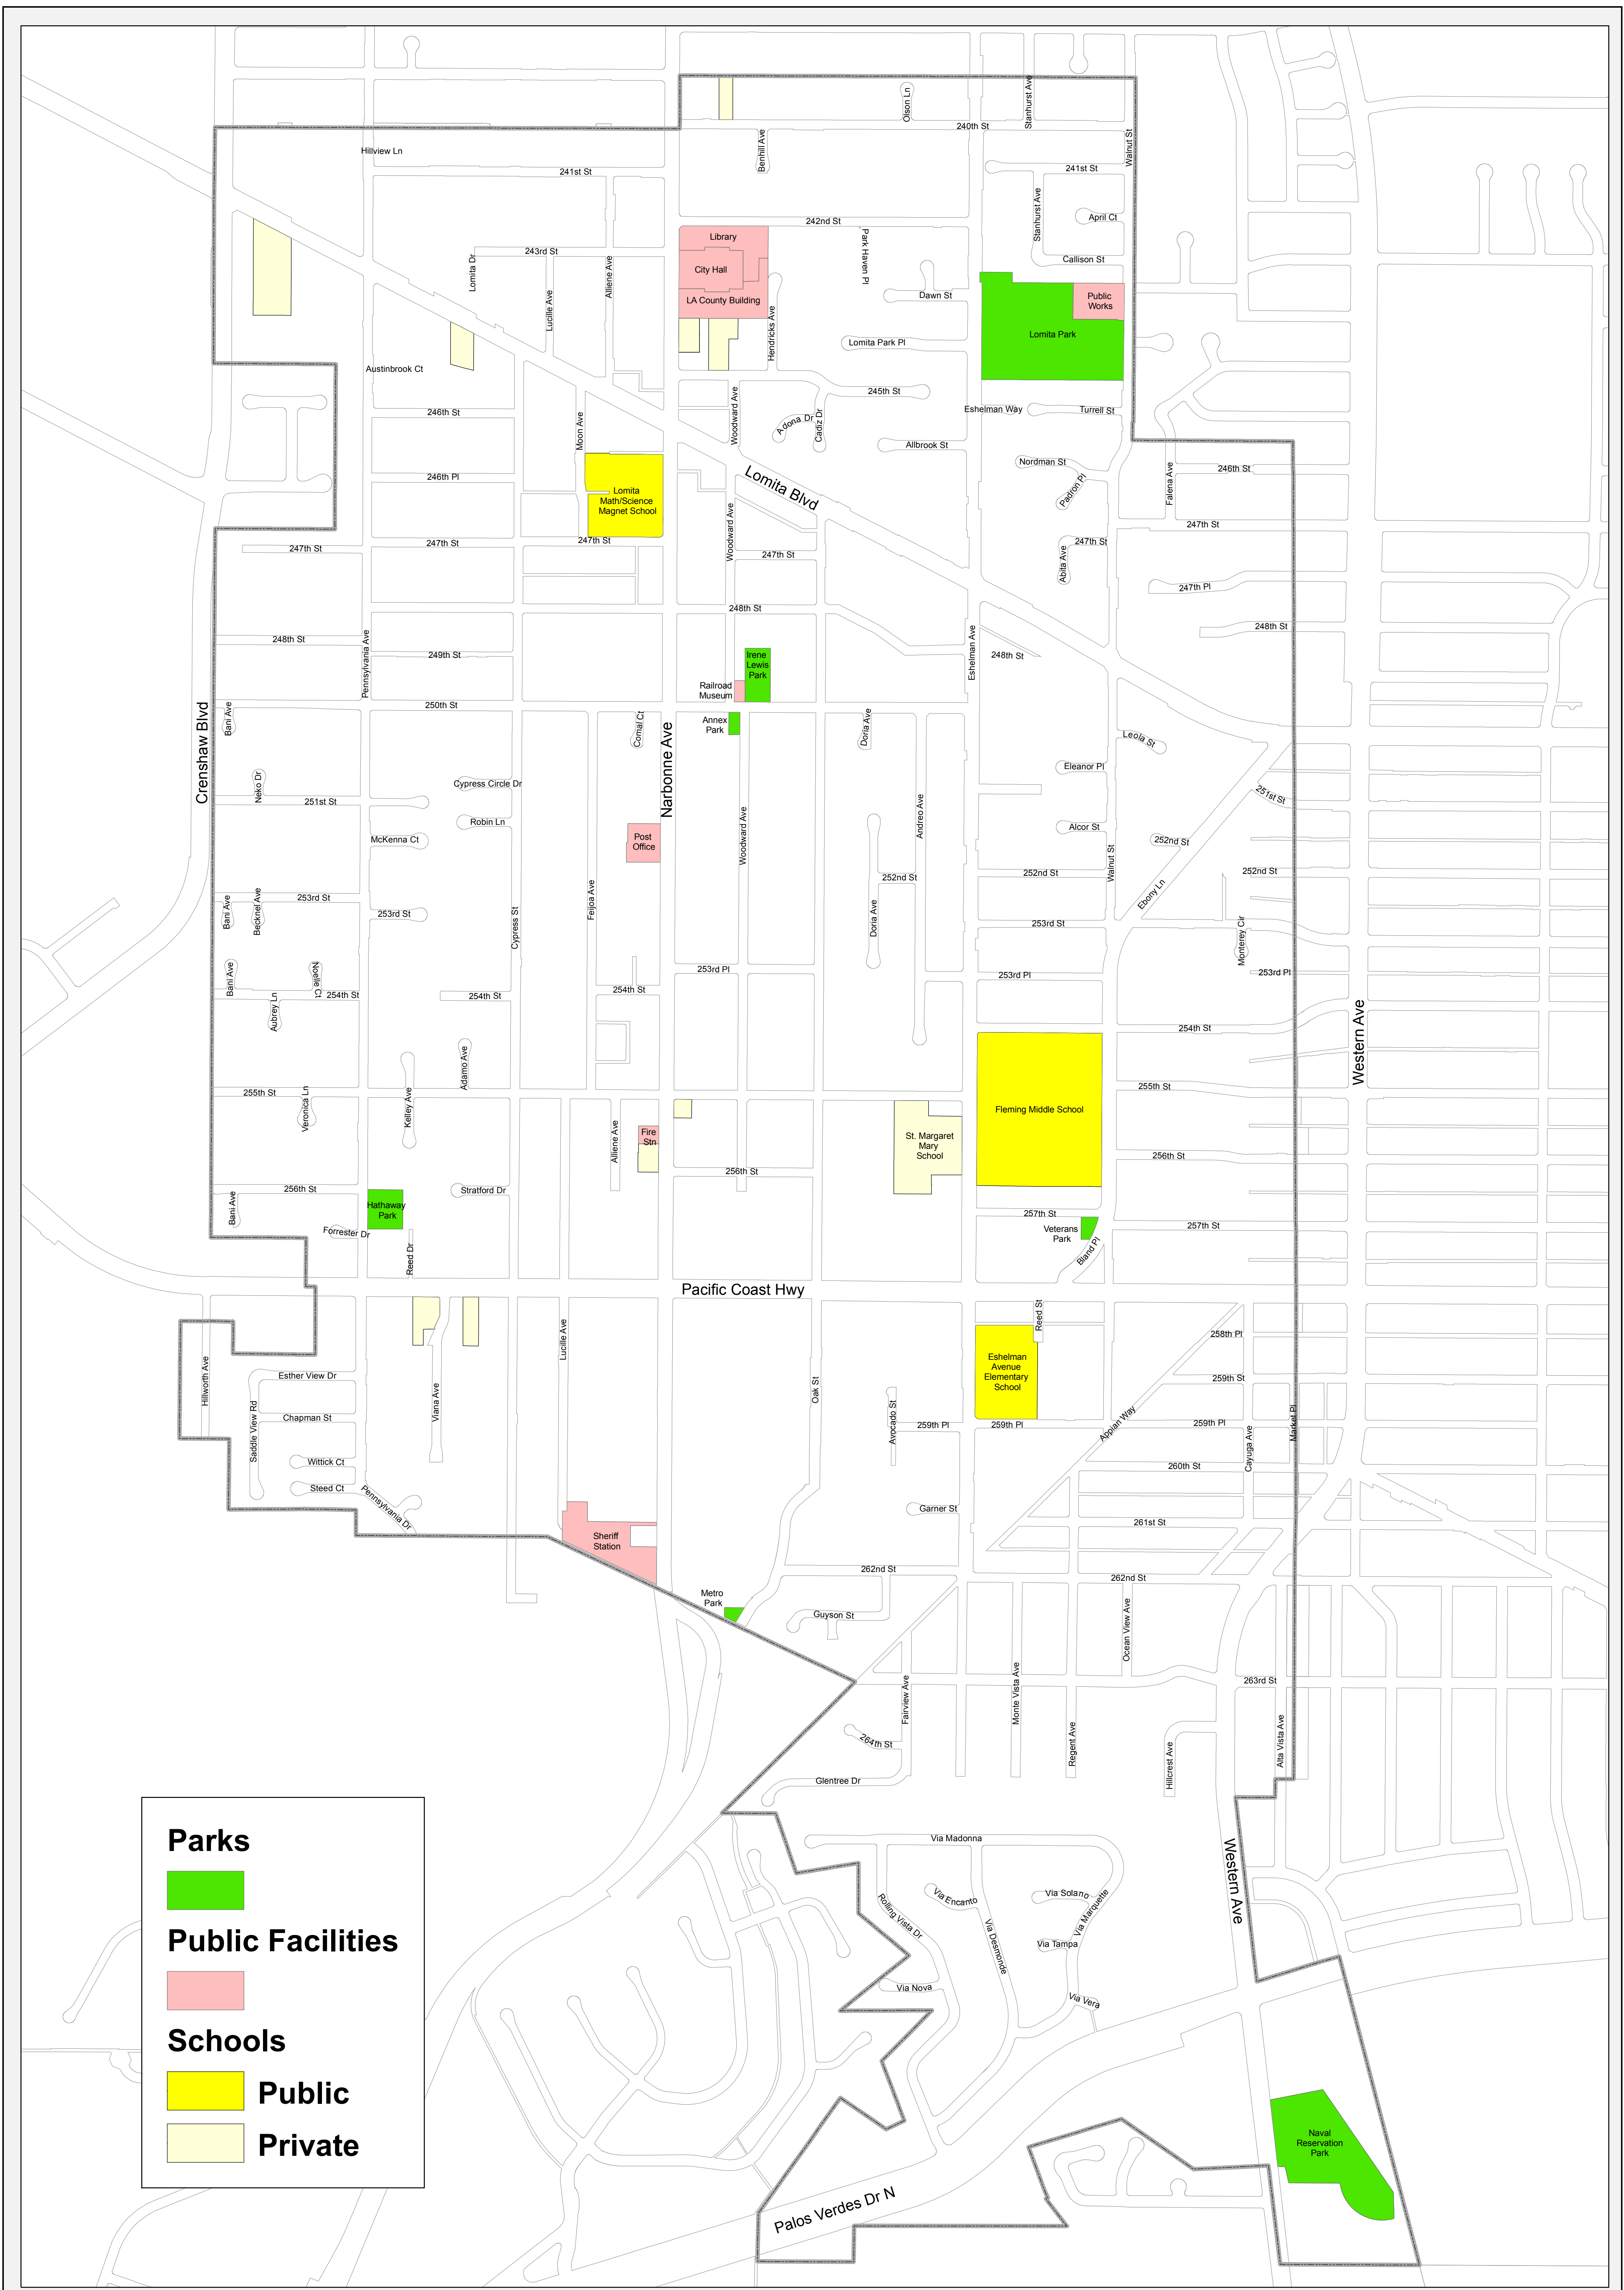 Olson Ln
Stanhurst Ave
240th St
Benhill Ave
Walnut St
Hillview Ln
241st St
241st St
Stanhurst Ave
April Ct
242nd St
Library
Park Haven Pl
City Hall
243rd St
Lomita Dr
Alliene Ave
Callison St
LA County Building
Lucille Ave
Dawn St
Public
Works
Hendricks Ave
Lomita Park
Lomita Park Pl
Austinbrook Ct
245th St
246th St
Moon Ave
Woodward Ave
Adona Dr
Cadiz Dr
Eshelman Way
Turrell St
Allbrook St
Nordman St
Padron Pl
Falena Ave
246th St
246th Pl
Lomita Blvd
Lomita
Math/Science
Magnet School
Woodward Ave
247th St
247th St
247th St
247th St
247th St
247th St
Abita Ave
247th Pl
248th St
248th St
248th St
248th St
Pennsylvania Ave
249th St
Irene
Lewis
Park
Railroad
Museum
Eshelman Ave
250th St
Crenshaw Blvd
Bani Ave
Comal Ct
Narbonne Ave
Annex
Park
Doria Ave
Leola St
Eleanor Pl
Neko Dr
251st St
Cypress Circle Dr
Robin Ln
McKenna Ct
Post
Office
Woodward Ave
Andreo Ave
251st St
Alcor St
252nd St
Walnut St
252nd St
252nd St
252nd St
Ebony Ln
253rd St
Bani Ave
Becknel Ave
253rd St
Cypress St
Feijoa Ave
Doria Ave
253rd St
Monterey Cir
253rd Pl
253rd Pl
253rd Pl
Bani Ave
Noelle Ct
254th St
254th St
254th St
Aubrey Ln
254th St
Western Ave
Adamo Ave
255th St
255th St
Veronica Ln
Kelley Ave
Alliene Ave
Fire
Stn
Fleming Middle School
St. Margaret
Mary
School
256th St
256th St
256th St
Bani Ave
Stratford Dr
Hathaway
Park
Forrester Dr
Reed Dr
257th St
257th St
Veterans
Park
Bland Pl
Pacific Coast Hwy
Reed St
Lucille Ave
258th Pl
Hillworth Ave
Esther View Dr
Eshelman
Avenue
Elementary
School
259th St
Viana Ave
Oak St
Chapman St
Saddle View Rd
Avocado St
259th Pl
259th Pl
259th Pl
Appian Way
Market Pl
Cayuga Ave
Wittick Ct
260th St
Steed Ct
Pennsylvania Dr
Garner St
261st St
Sheriff
Station
262nd St
262nd St
Metro
Park
Guyson St
Ocean View Ave
263rd St
Fairview Ave
Monte Vista Ave
Regent Ave
Hillcrest Ave
Alta Vista Ave
264th St
Glentree Dr
Via Madonna
Western Ave
Via Encanto
Via Solano
Via Marquette
Rolling Vista Dr
Via Desmonde
Via Tampa
Via Nova
Via Vera
Naval
Reservation
Park
Palos Verdes Dr N
Parks
Public Facilities
Schools
Public
Private